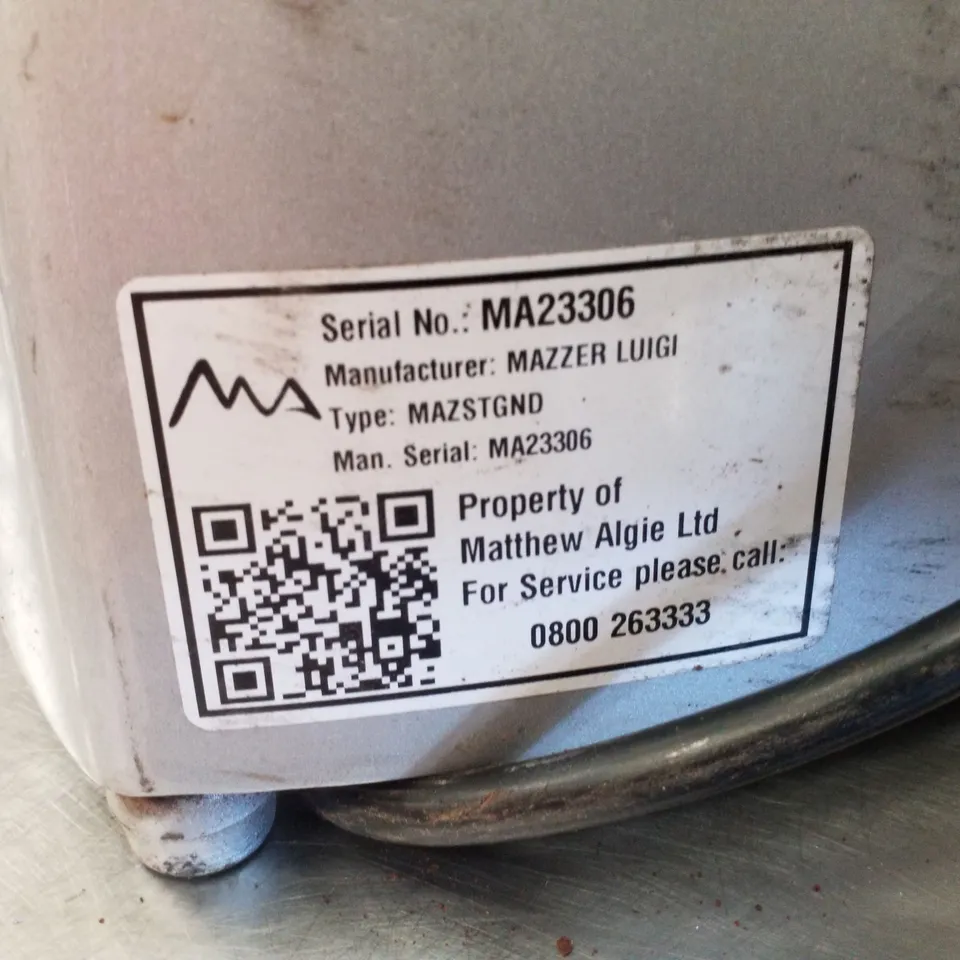 Serial No.: MA23306
Manufacturer: MAZZER LUIGI
Type: MAZSTGND
Man. Serial: MA23306
Property of
Matthew Algie Ltd
For Service please call:
0800 263333